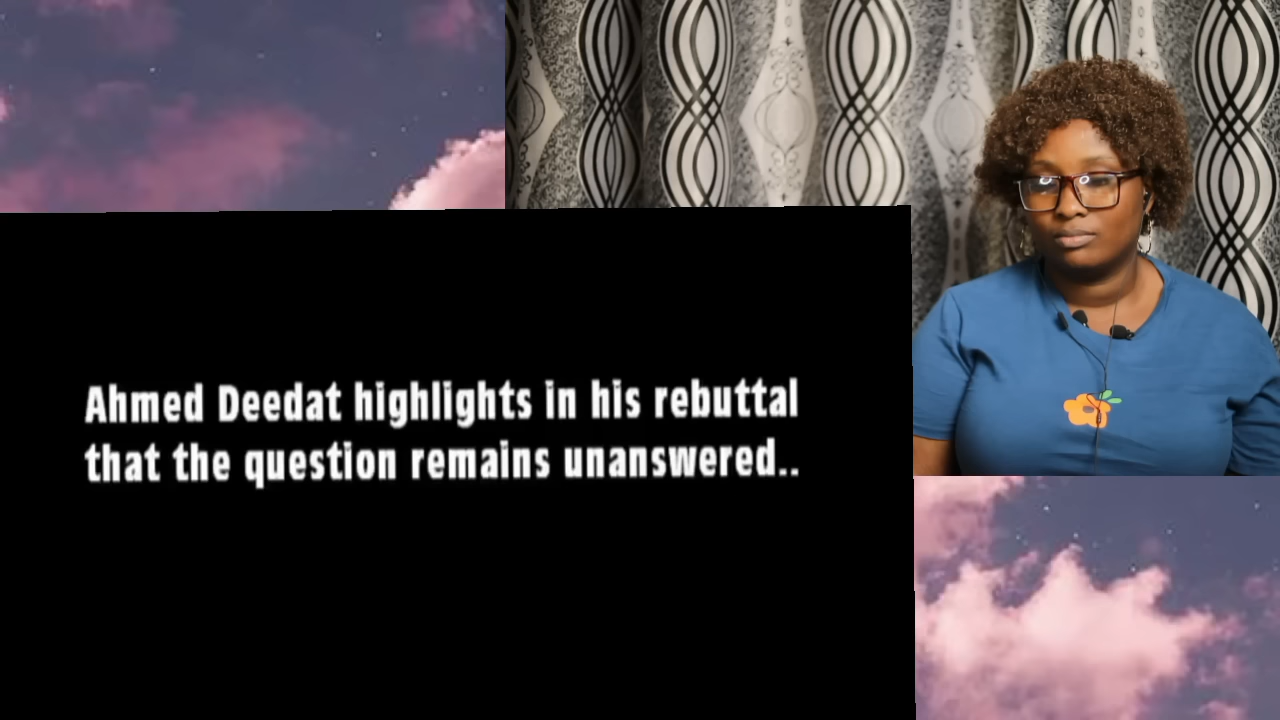 Ahmed Deedat highlights in his rebuttal
that the question remains unanswered..